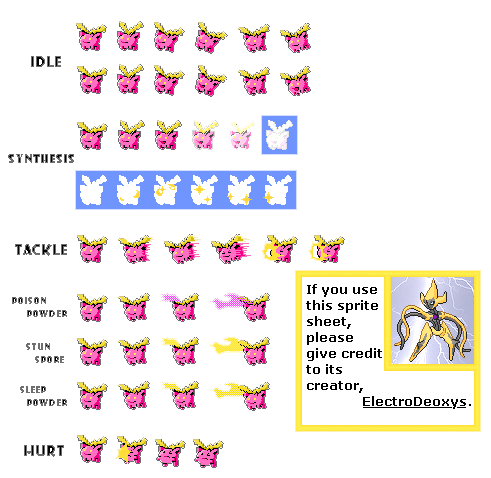 IDLE
SYNTHESIS
TACKLE
POISON
POWDER
STUN
SPORE
SLEEP
POWDER
HURT
If you use
this sprite
sheet,
please
give credit
to its
creator,
ElectroDeoxys.